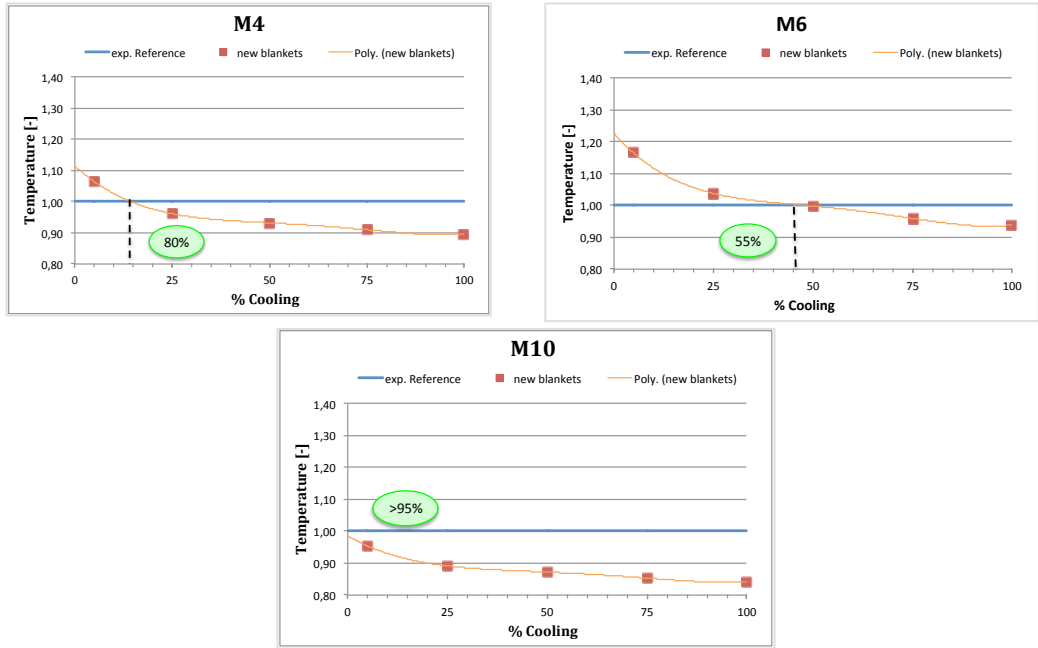 M4
exp. Reference new blankets Poly. (new blankets)
1,40
1,30
1,20
1,10
1,00
0,90
0,80
Temperature [-]
80%
0 25 50 75 100
% Cooling
M6
exp. Reference new blankets Poly. (new blankets)
1,40
1,30
1,20
1,10
1,00
0,90
0,80
Temperature [-]
55%
0 25 50 75 100
% Cooling
M10
exp. Reference new blankets Poly. (new blankets)
1,40
1,30
1,20
1,10
1,00
0,90
0,80
Temperature [-]
>95%
0 25 50 75 100
% Cooling